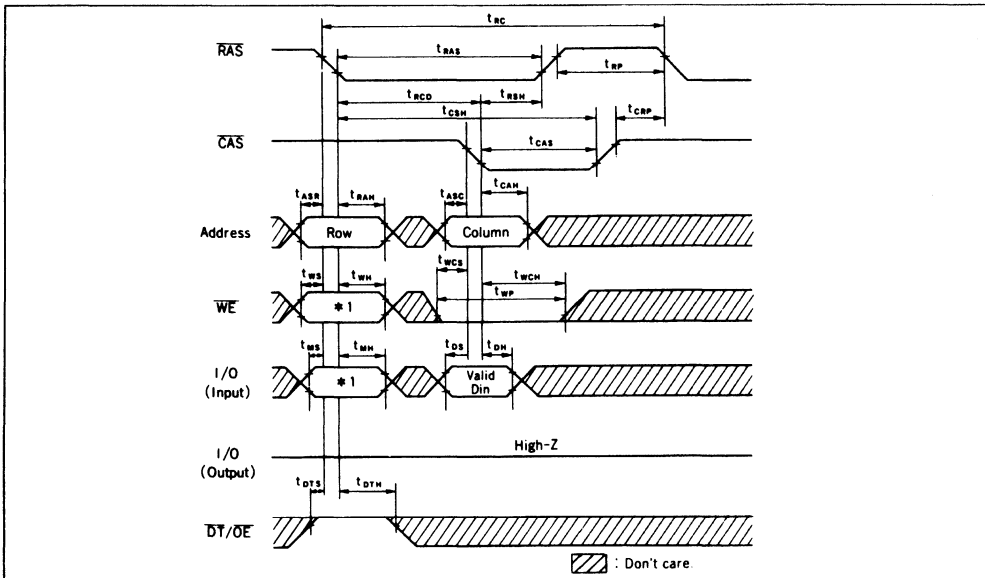 tRC
RAS
tRAS
tRP
tRCD
tRSH
tCSH
tCRP
CAS
tCAS
tASR
tRAH
tASC
tCAH
Address
Row
Column
tWCS
tWS
tWH
tWCH
tWP
WE
*1
tMS
tMH
tDS
tDH
I/O
(Input)
*1
Valid
Din
High-Z
I/O
(Output)
tDTS
tDTH
DT/OE
: Don't care